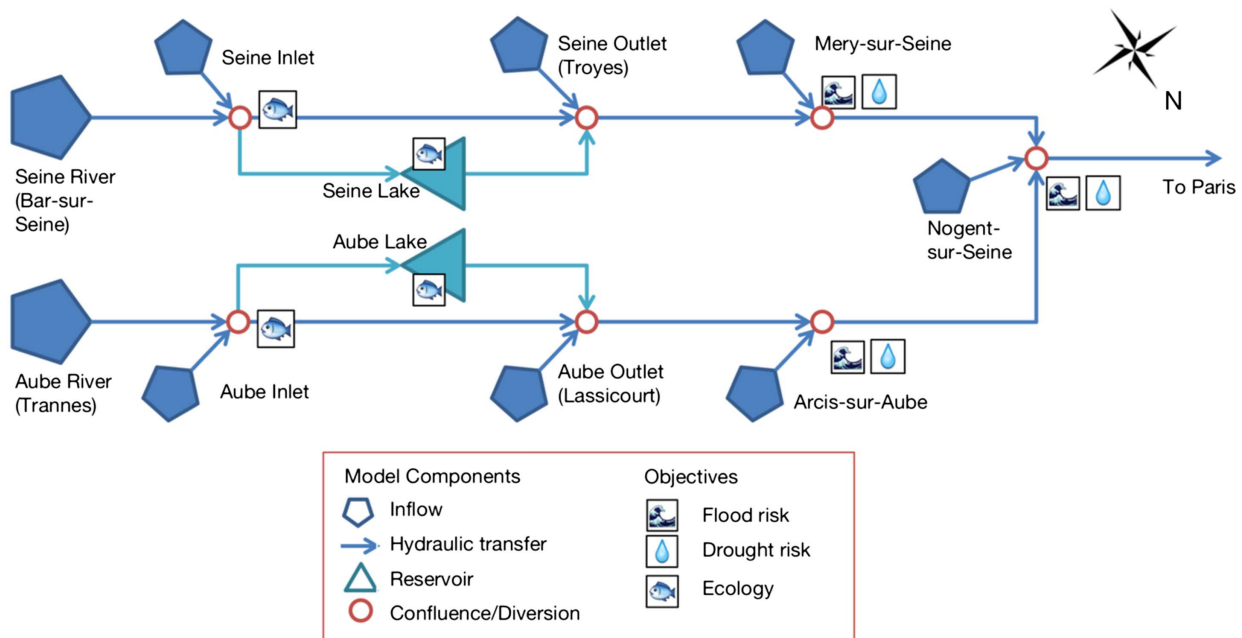 Seine Inlet
Seine Outlet
(Troyes)
Mery-sur-Seine
N
Seine River
(Bar-sur-
Seine)
Seine Lake
To Paris
Nogent-
sur-Seine
Aube Lake
Aube River
(Trannes)
Aube Inlet
Aube Outlet
(Lassicourt)
Arcis-sur-Aube
Model Components
Inflow
Hydraulic transfer
Reservoir
Confluence/Diversion
Objectives
Flood risk
Drought risk
Ecology